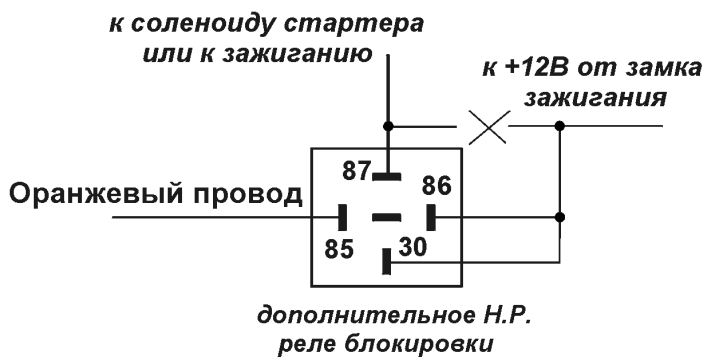 к соленоиду стартера
или к зажиганию
к +12В от замка
зажигания
87
86
Оранжевый провод
85
30
дополнительное Н.Р.
реле блокировки